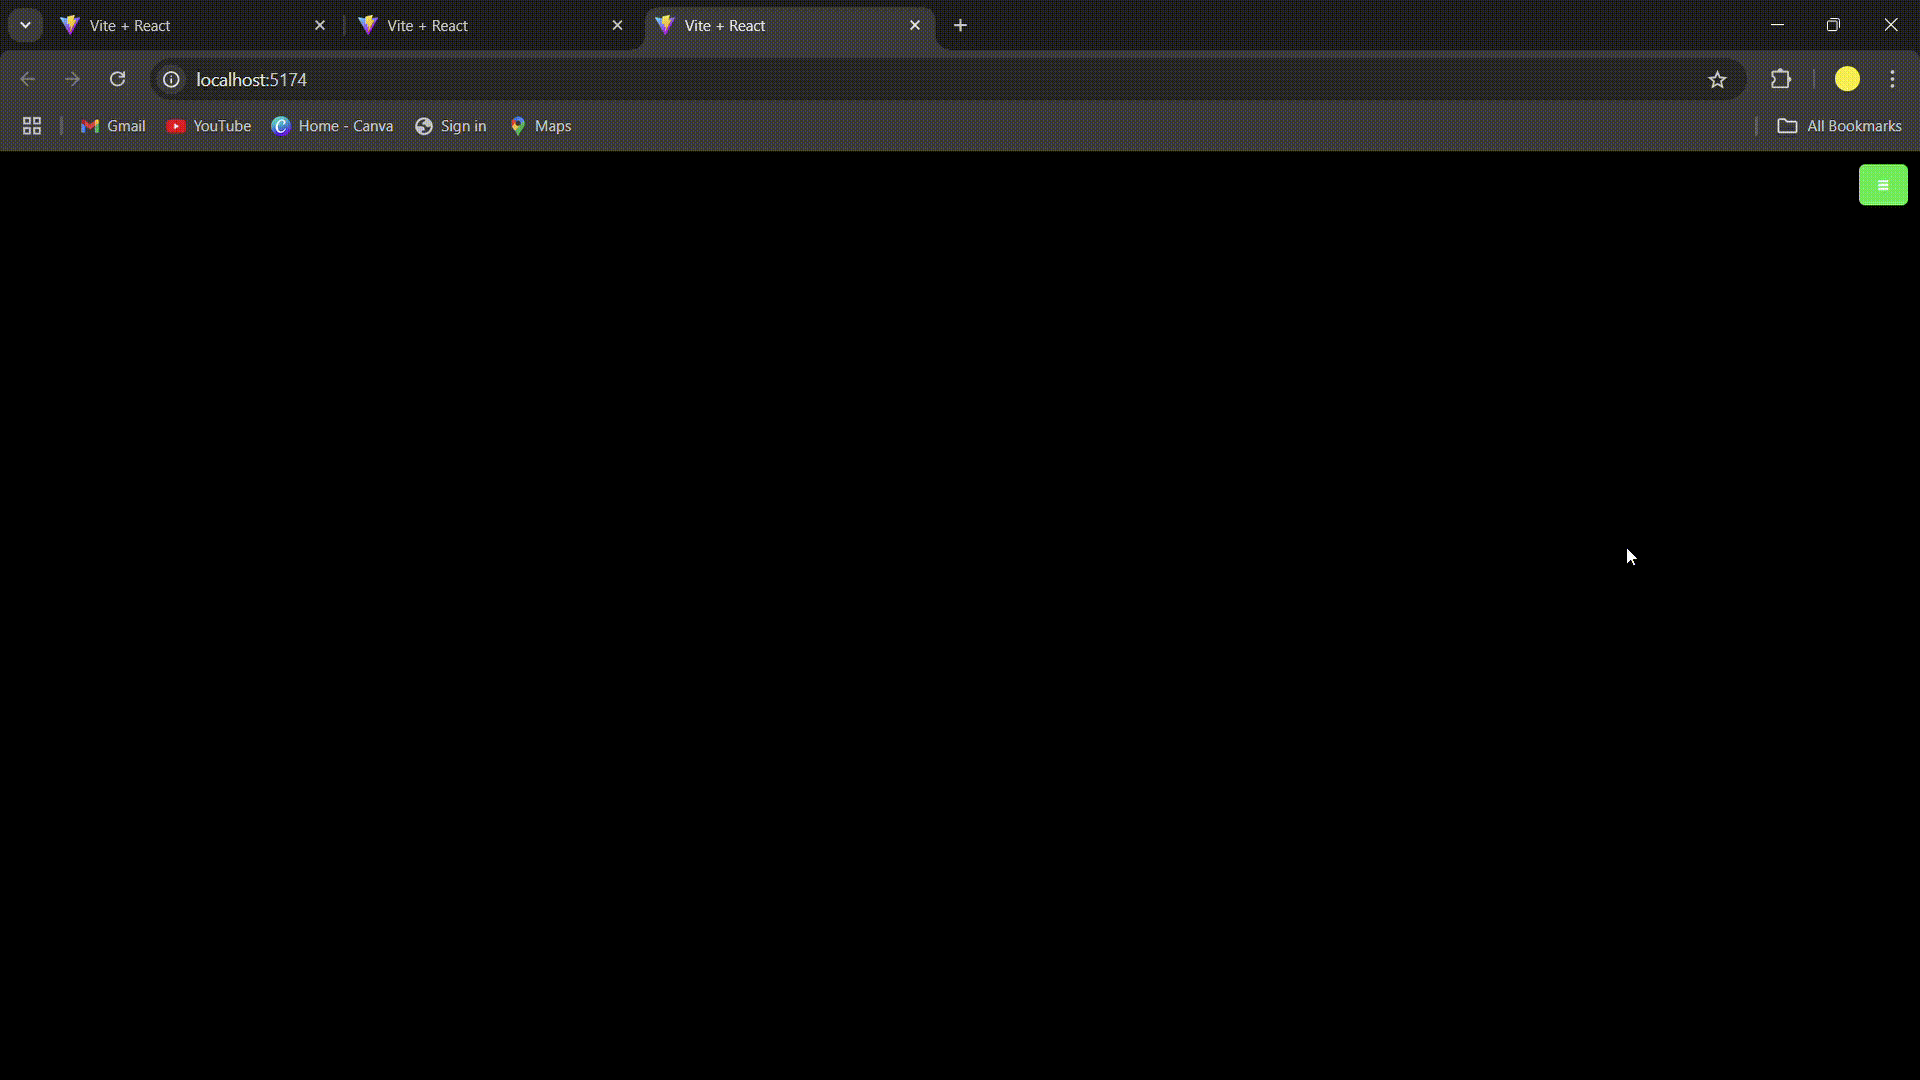 Vite + React
Vite + React
Vite + React
localhost:5174
Gmail
YouTube
Home - Canva
Sign in
Maps
All Bookmarks